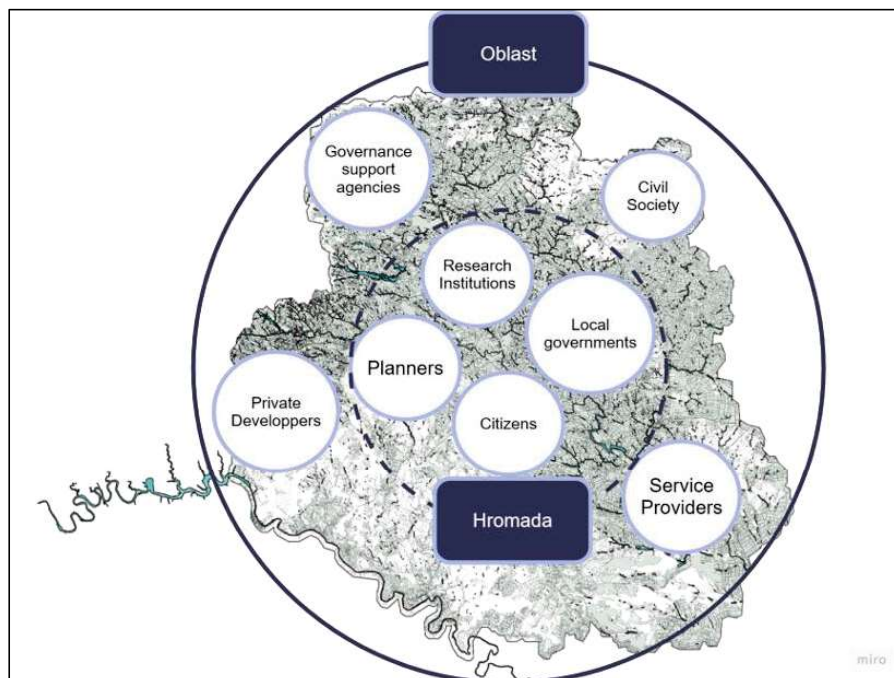 Oblast
Governance
support
agencies
Civil
Society
Research
Institutions
Local
governments
Planners
Private
Developpers
Citizens
Service
Providers
Hromada
miro